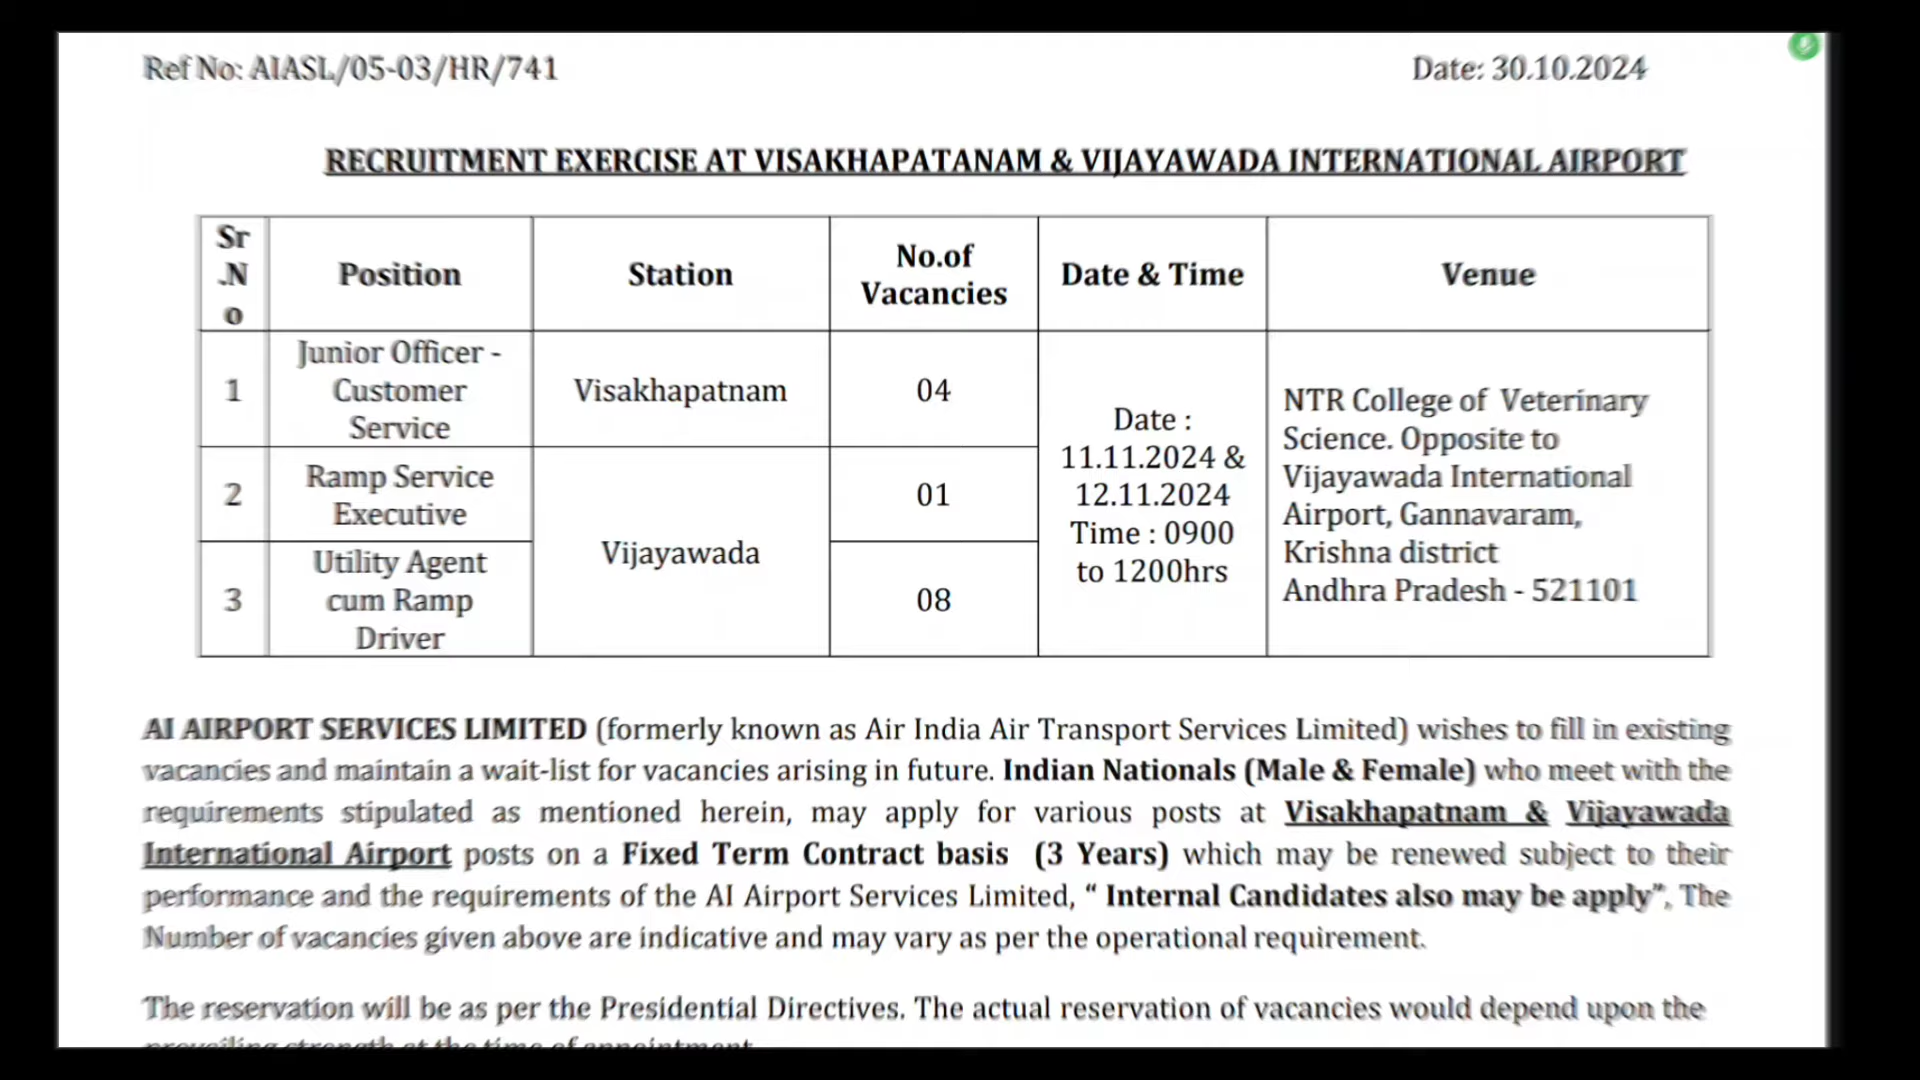 Ref No: AIASL/05-03/HR/741
Date: 30.10.2024
RECRUITMENT EXERCISE AT VISAKHAPATANAM & VIJAYAWADA INTERNATIONAL AIRPORT
Sr
.N
o
Position
Station
No.of
Vacancies
Date & Time
Venue
1
Junior Officer -
Customer
Service
Visakhapatnam
04
2
Ramp Service
Executive
Vijayawada
01
3
Utility Agent
cum Ramp
Driver
08
Date :
11.11.2024 &
12.11.2024
Time : 0900
to 1200hrs
NTR College of Veterinary
Science. Opposite to
Vijayawada International
Airport, Gannavaram,
Krishna district
Andhra Pradesh - 521101
AI AIRPORT SERVICES LIMITED (formerly known as Air India Air Transport Services Limited) wishes to fill in existing
vacancies and maintain a wait-list for vacancies arising in future. Indian Nationals (Male & Female) who meet with the
requirements stipulated as mentioned herein, may apply for various posts at Visakhapatnam & Vijayawada
International Airport posts on a Fixed Term Contract basis (3 Years) which may be renewed subject to their
performance and the requirements of the AI Airport Services Limited, “ Internal Candidates also may be apply”, The
Number of vacancies given above are indicative and may vary as per the operational requirement.
The reservation will be as per the Presidential Directives. The actual reservation of vacancies would depend upon the
prevailing strength at the time of appointment.